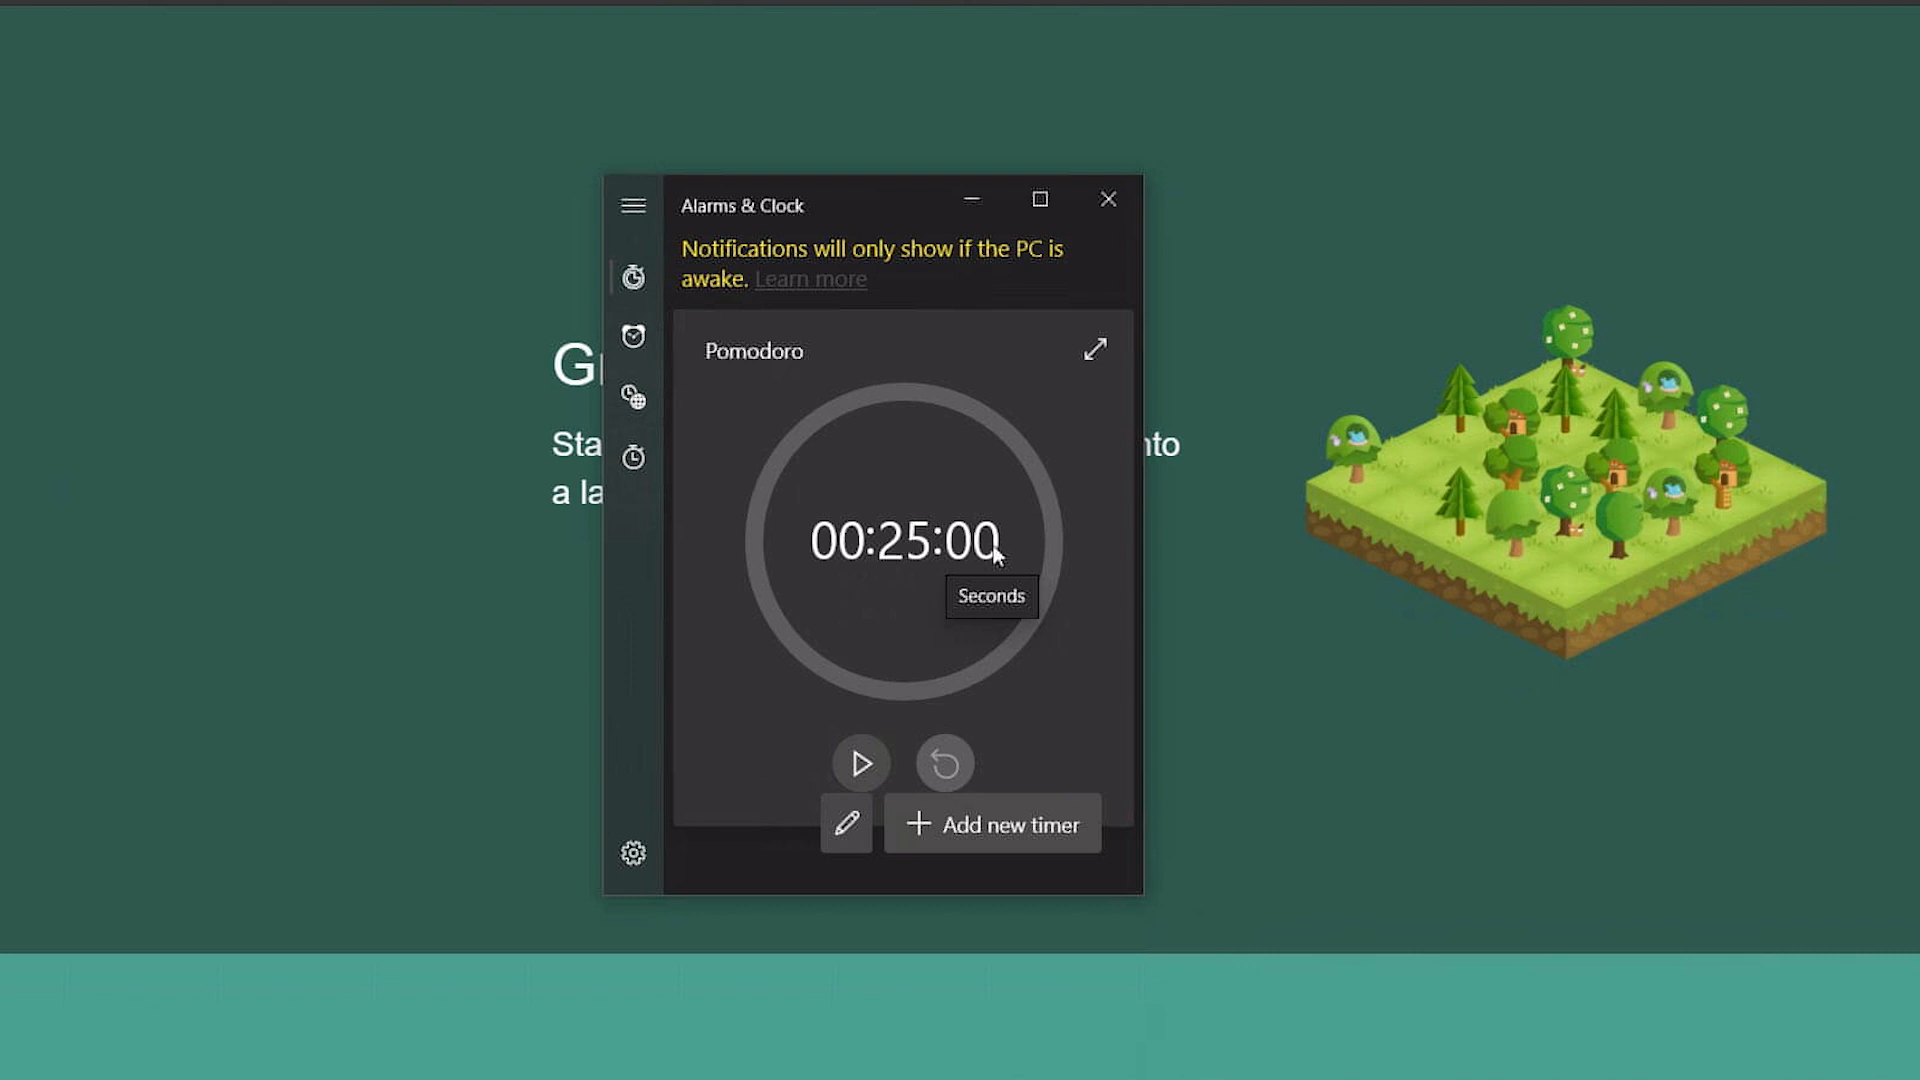 Alarms & Clock
Notifications will only show if the PC is
awake. Learn more
Pomodoro
00:25:00
Seconds
Add new timer
a